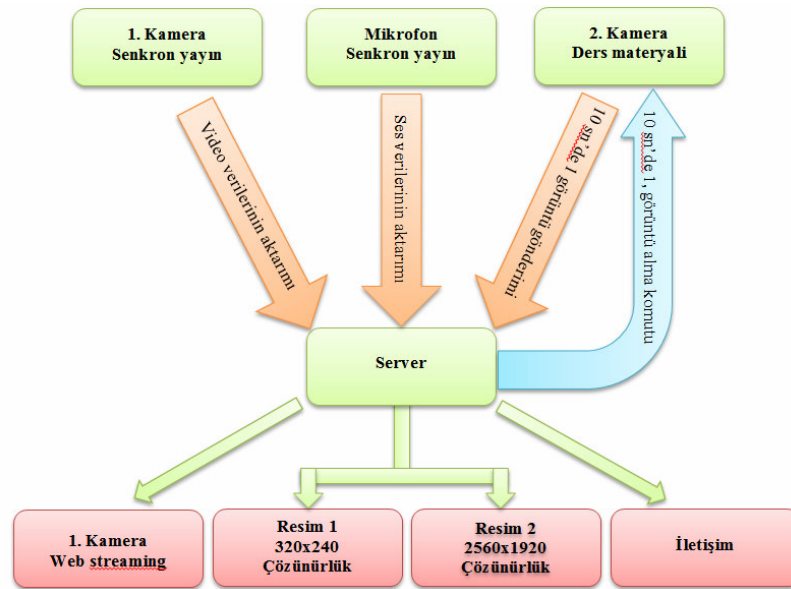 1. Kamera
Senkron yayın
Mikrofon
Senkron yayın
2. Kamera
Ders materyali
Video verilerinin aktarımı
Ses verilerinin aktarımı
10 sn'de 1 görüntü gönderimi
10 sn'de 1, görüntü alma komutu
Server
1. Kamera
Web streaming
Resim 1
320x240
Çözünürlük
Resim 2
2560x1920
Çözünürlük
İletişim